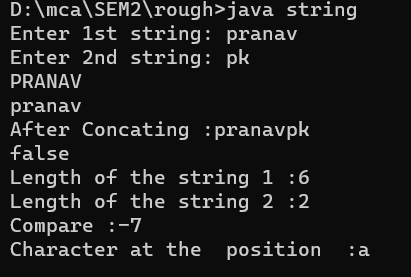 D:\mca\SEM2\rough>java string
Enter 1st string: pranav
Enter 2nd string: pk
PRANAV
pranav
After Concating :pranavpk
false
Length of the string 1 :6
Length of the string 2 :2
Compare :-7
Character at the  position  :a